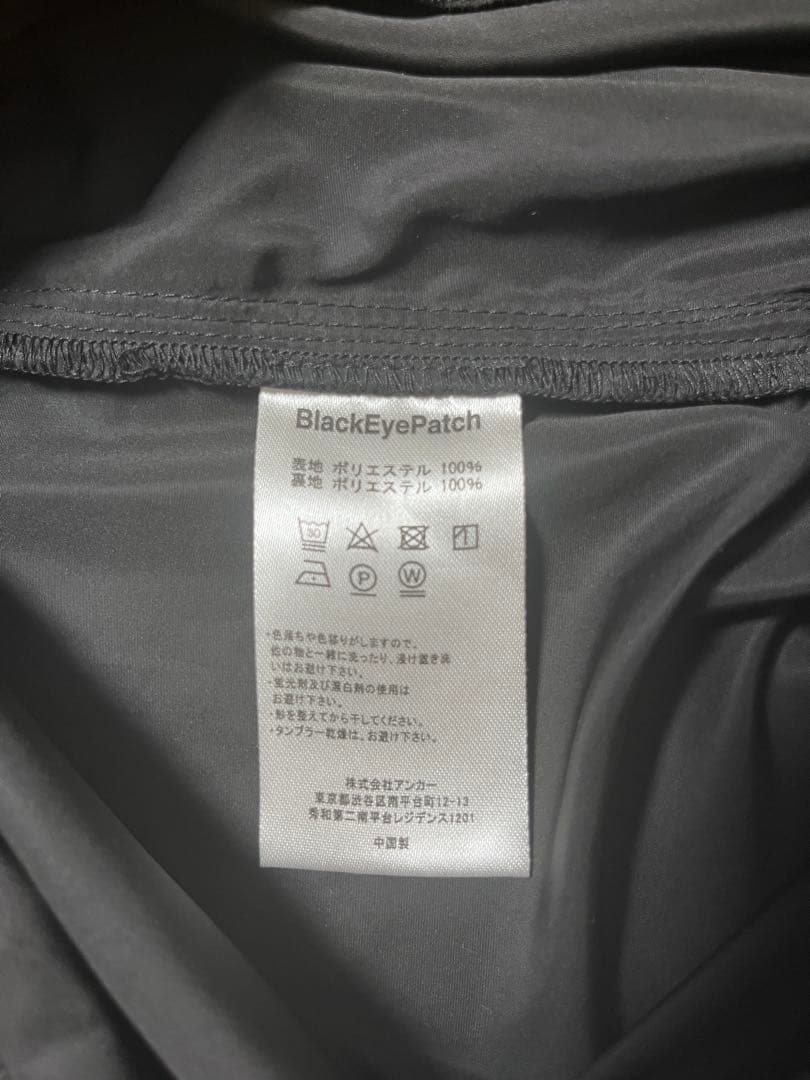 BlackEyePatch
表地 ポリエステル 100%
裏地 ポリエステル 100%
30
P
W
・色落ちや色移りがしますので、
他の物と一緒に洗ったり、浸け置き洗
いはお避け下さい。
・蛍光剤及び漂白剤の使用は
お避け下さい。
・形を整えてから干してください。
・タンブラー乾燥は、お避け下さい。
株式会社アンカー
東京都渋谷区南平台町12-13
秀和第二南平台レジデンス1201
中国製